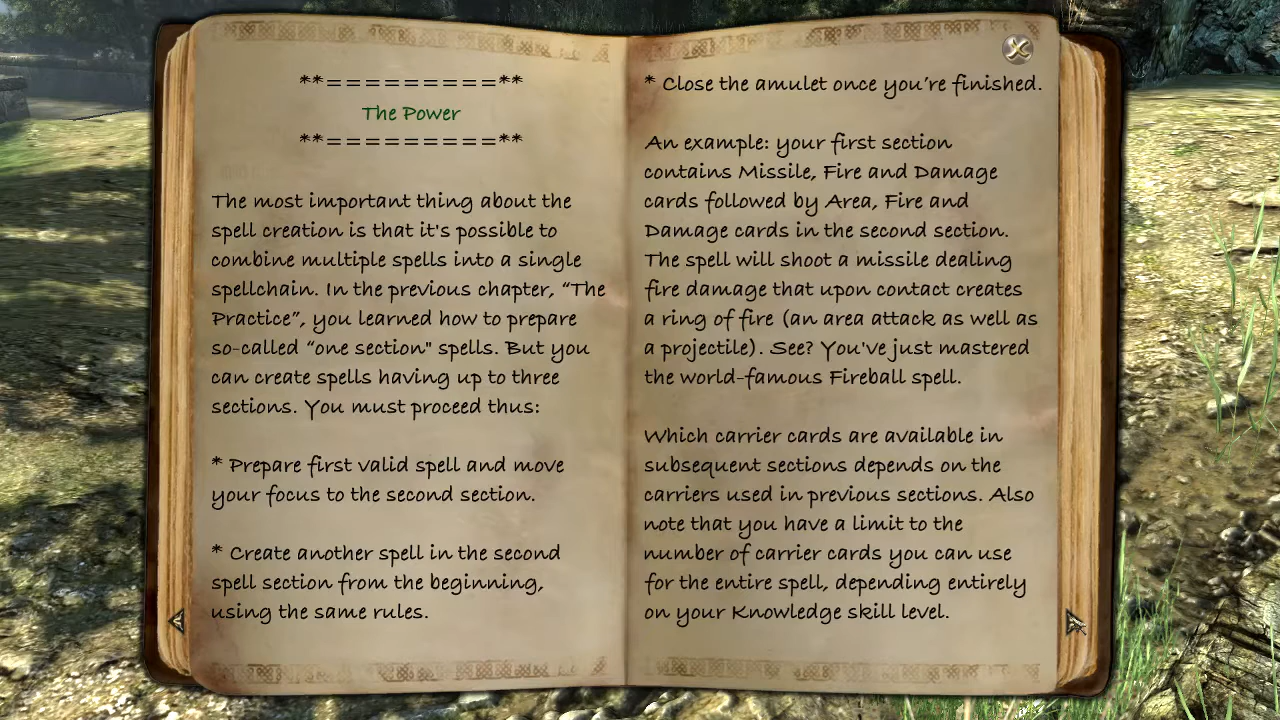 **=========**
The Power
**=========**
The most important thing about the
spell creation is that it's possible to
combine multiple spells into a single
spellchain. In the previous chapter, “The
Practice”, you learned how to prepare
so-called “one section" spells. But you
can create spells having up to three
sections. You must proceed thus:
* Prepare first valid spell and move
your focus to the second section.
* Create another spell in the second
spell section from the beginning,
using the same rules.
* Close the amulet once you’re finished.
An example: your first section
contains Missile, Fire and Damage
cards followed by Area, Fire and
Damage cards in the second section.
The spell will shoot a missile dealing
fire damage that upon contact creates
a ring of fire (an area attack as well as
a projectile). See? You've just mastered
the world-famous Fireball spell.
Which carrier cards are available in
subsequent sections depends on the
carriers used in previous sections. Also
note that you have a limit to the
number of carrier cards you can use
for the entire spell, depending entirely
on your Knowledge skill level.